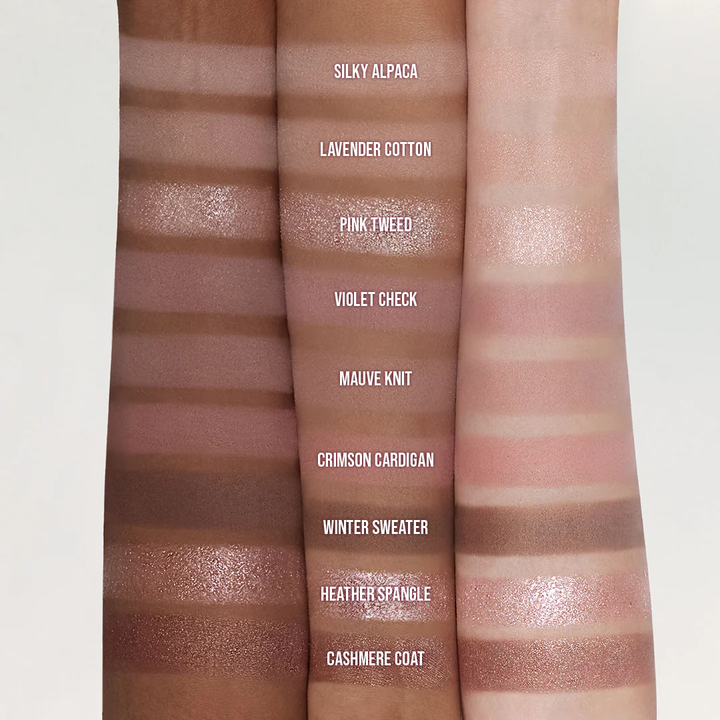 SILKY ALPACA
LAVENDER COTTON
PINK TWEED
VIOLET CHECK
MAUVE KNIT
CRIMSON CARDIGAN
WINTER SWEATER
HEATHER SPANGLE
CASHMERE COAT